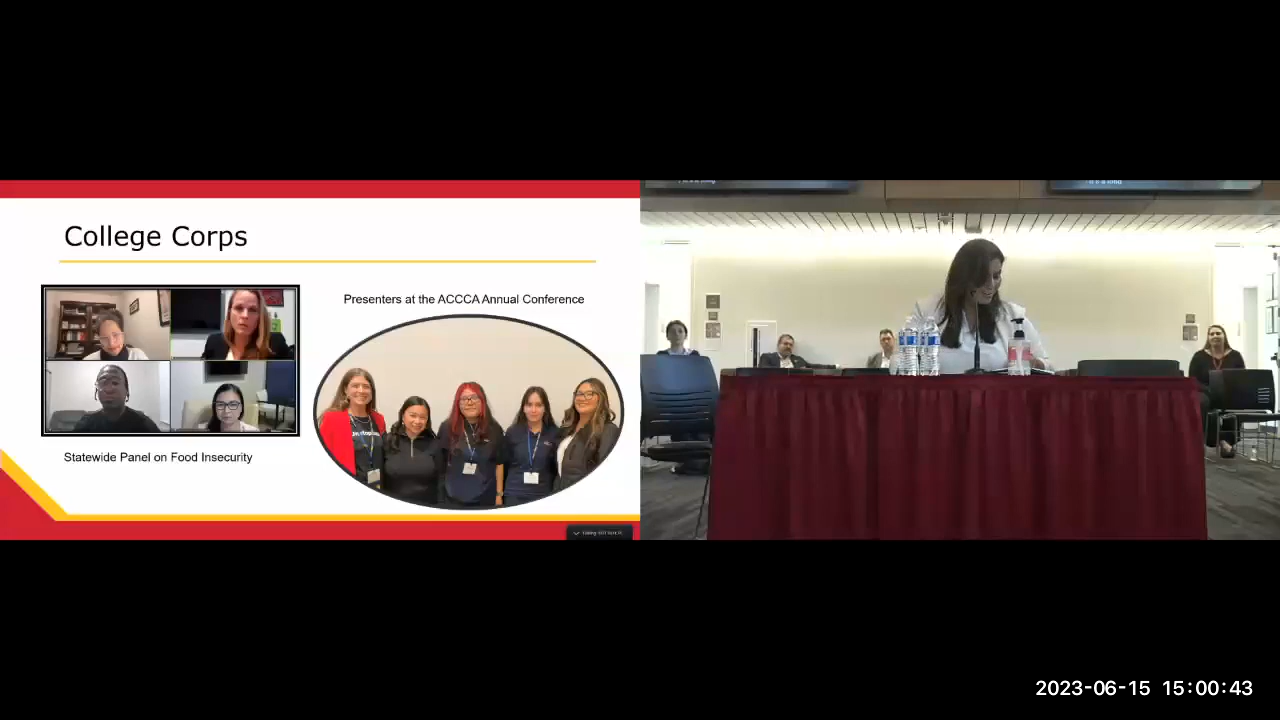 College Corps
Presenters at the ACCCA Annual Conference
Statewide Panel on Food Insecurity
2023-06-15 15:00:43